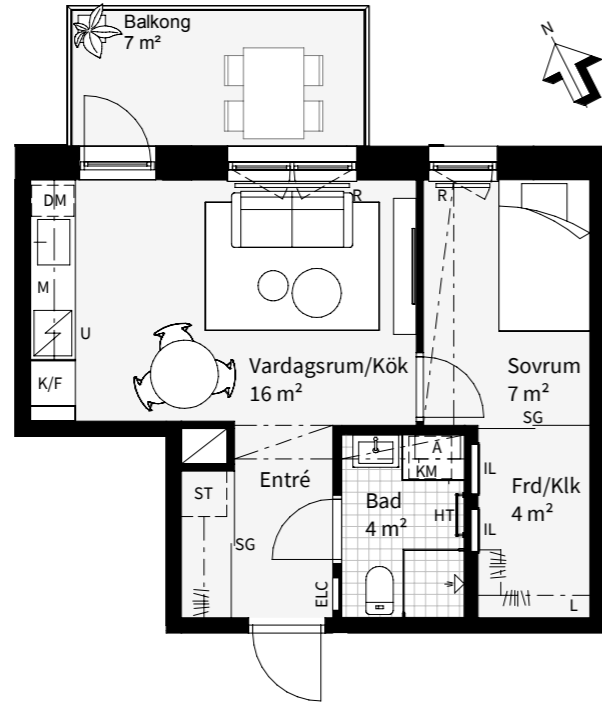 Balkong
7 m²
N
DM
R
R
M
U
K/F
Vardagsrum/Kök
16 m²
Sovrum
7 m²
SG
Entré
ST
SG
ELC
Bad
4 m²
Ä
KM
HT
IL
IL
Frd/Klk
4 m²
L